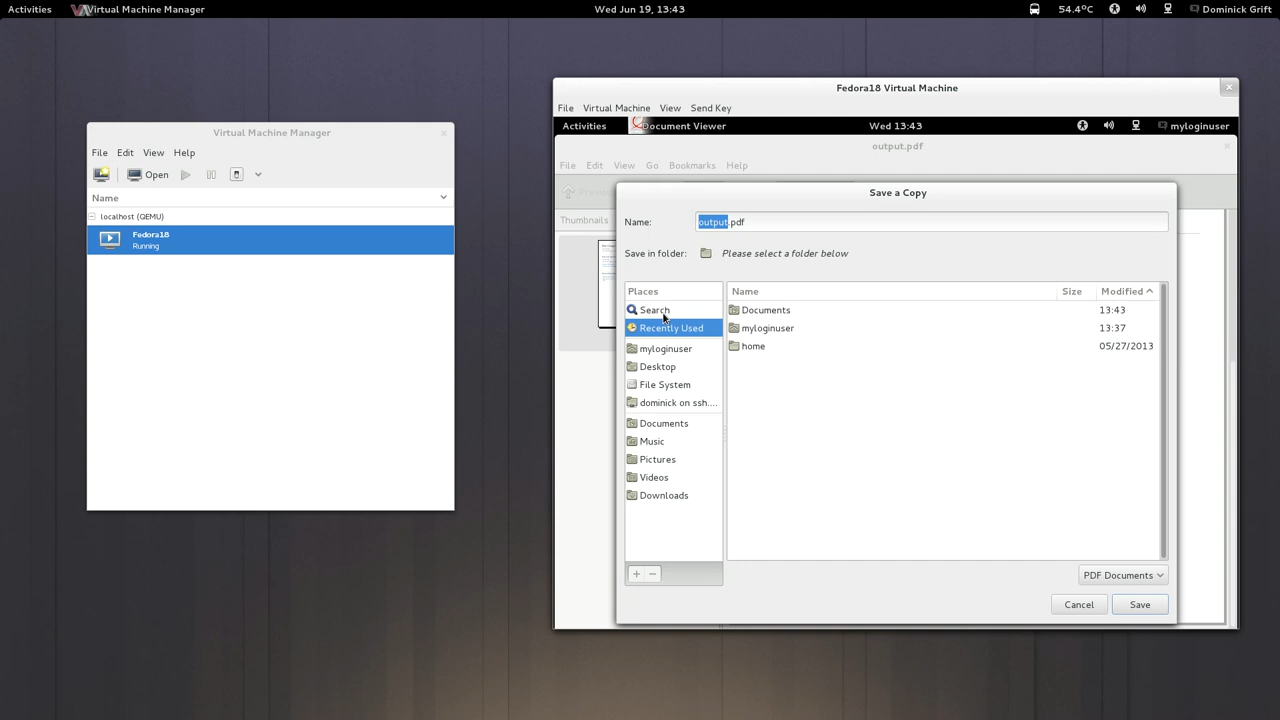 Activities Virtual Machine Manager Wed Jun 19, 13:43 54.4°C Dominick Grift
Virtual Machine Manager
File Edit View Help
Open
Name
localhost (QEMU)
Fedora18
Running
Fedora18 Virtual Machine
File Virtual Machine View Send Key
Activities Document Viewer Wed 13:43 myloginuser
output.pdf
File Edit View Go Bookmarks Help
Thumbnails
Save a Copy
Name: output.pdf
Save in folder: Please select a folder below
Places
Search
Recently Used
myloginuser
Desktop
File System
dominick on ssh....
Documents
Music
Pictures
Videos
Downloads
Name Size Modified
Documents 13:43
myloginuser 13:37
home 05/27/2013
+ −
PDF Documents
Cancel Save